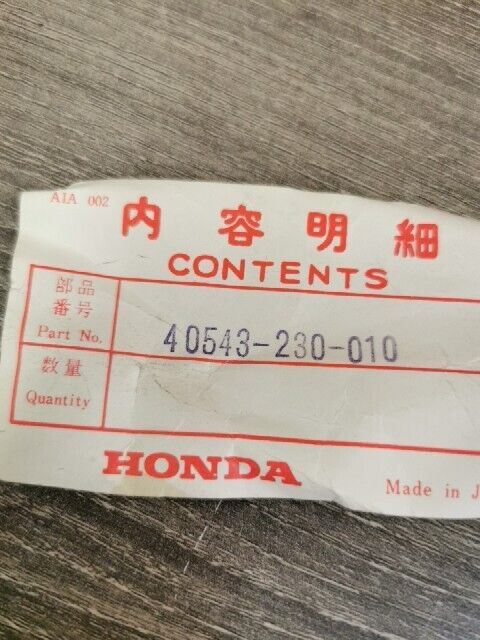 AIA 002
内容明細
CONTENTS
部品
番号
Part No.
40543-230-010
数量
Quantity
HONDA
Made in J